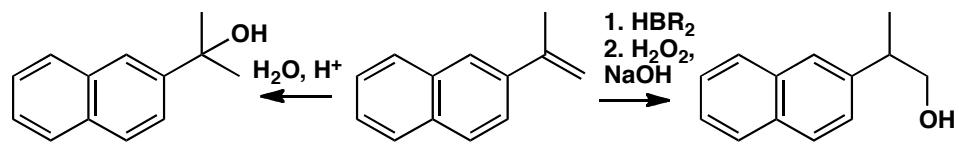 OH
H₂O, H⁺
1. HBR₂
2. H₂O₂,
NaOH
OH